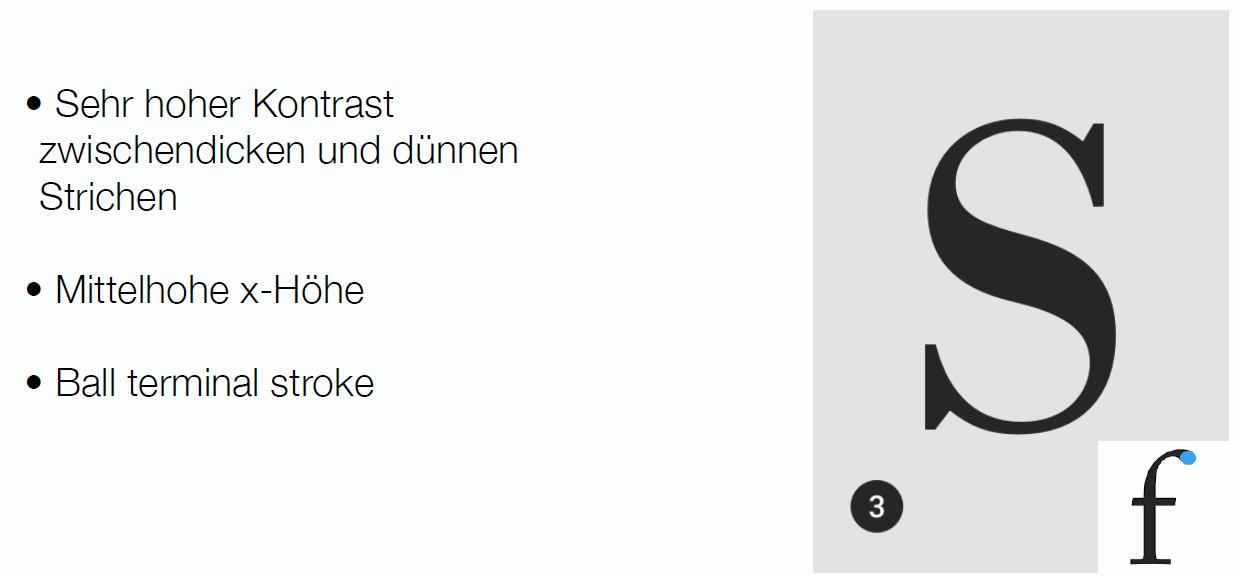 • Sehr hoher Kontrast
zwischendicken und dünnen
Strichen
• Mittelhohe x-Höhe
• Ball terminal stroke
S
3
f